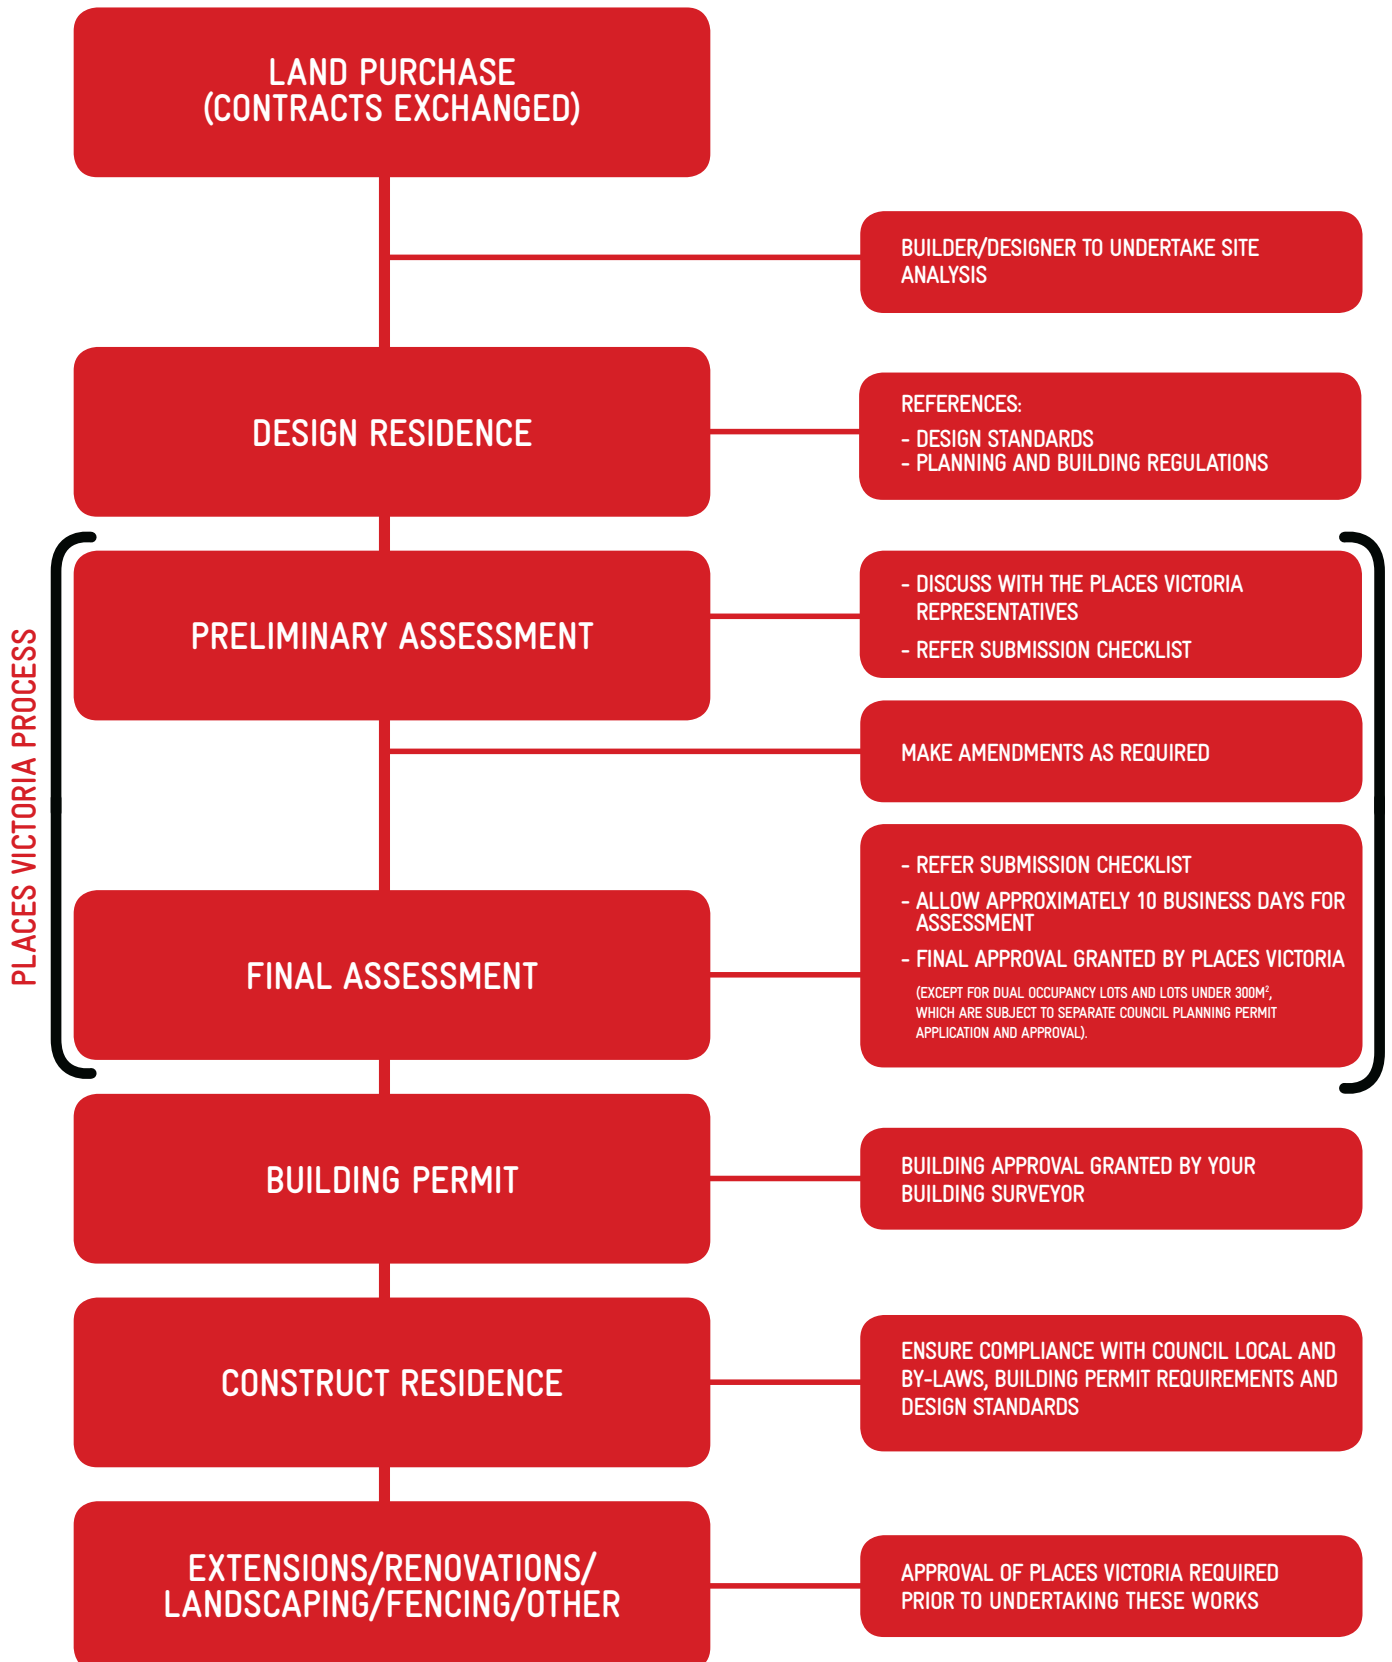 LAND PURCHASE
(CONTRACTS EXCHANGED)
BUILDER/DESIGNER TO UNDERTAKE SITE
ANALYSIS
DESIGN RESIDENCE
REFERENCES:
- DESIGN STANDARDS
- PLANNING AND BUILDING REGULATIONS
PLACES VICTORIA PROCESS
PRELIMINARY ASSESSMENT
- DISCUSS WITH THE PLACES VICTORIA
REPRESENTATIVES
- REFER SUBMISSION CHECKLIST
MAKE AMENDMENTS AS REQUIRED
FINAL ASSESSMENT
- REFER SUBMISSION CHECKLIST
- ALLOW APPROXIMATELY 10 BUSINESS DAYS FOR
ASSESSMENT
- FINAL APPROVAL GRANTED BY PLACES VICTORIA
(EXCEPT FOR DUAL OCCUPANCY LOTS AND LOTS UNDER 300M²,
WHICH ARE SUBJECT TO SEPARATE COUNCIL PLANNING PERMIT
APPLICATION AND APPROVAL).
BUILDING PERMIT
BUILDING APPROVAL GRANTED BY YOUR
BUILDING SURVEYOR
CONSTRUCT RESIDENCE
ENSURE COMPLIANCE WITH COUNCIL LOCAL AND
BY-LAWS, BUILDING PERMIT REQUIREMENTS AND
DESIGN STANDARDS
EXTENSIONS/RENOVATIONS/
LANDSCAPING/FENCING/OTHER
APPROVAL OF PLACES VICTORIA REQUIRED
PRIOR TO UNDERTAKING THESE WORKS